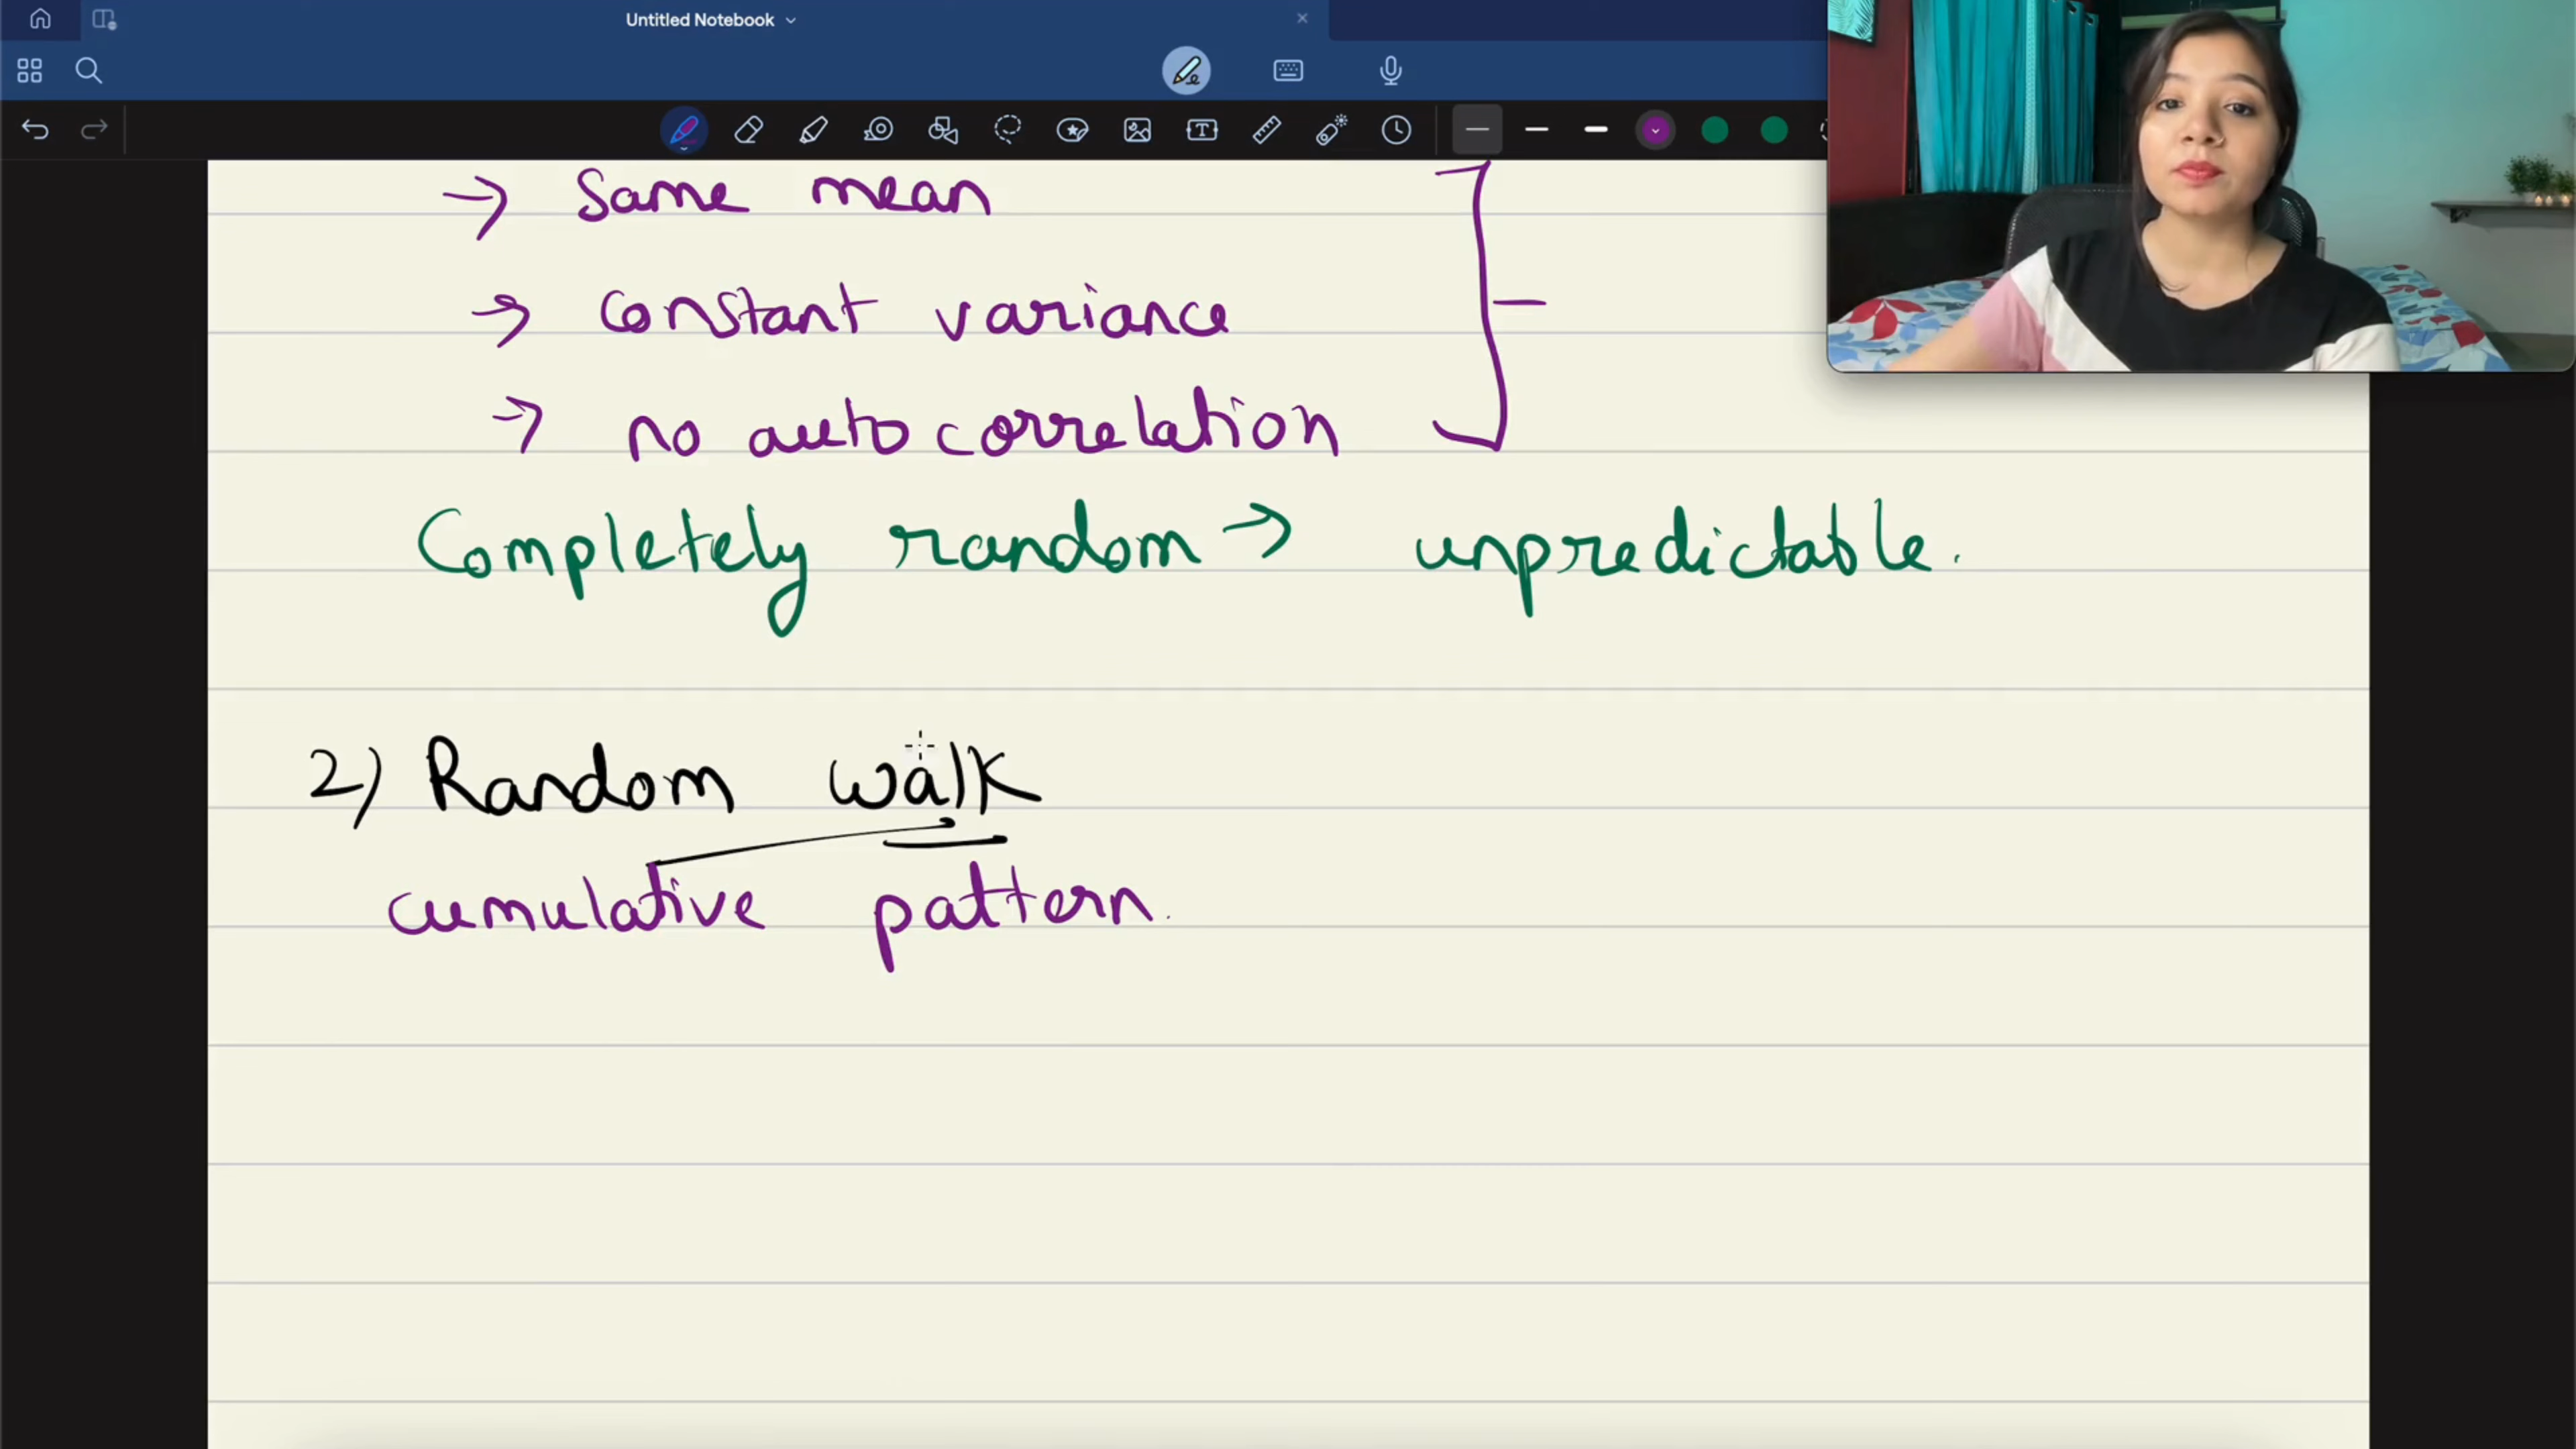 Untitled Notebook
→ Same mean
→ constant variance
→ no auto correlation
Completely random → unpredictable.
2) Random walk
cumulative pattern.